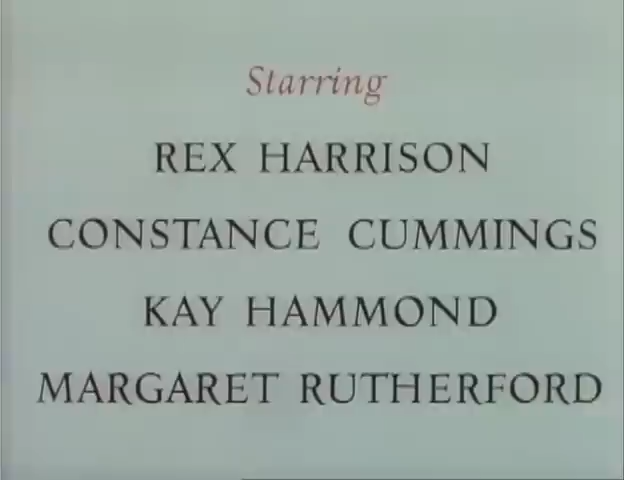 Starring
REX HARRISON
CONSTANCE CUMMINGS
KAY HAMMOND
MARGARET RUTHERFORD